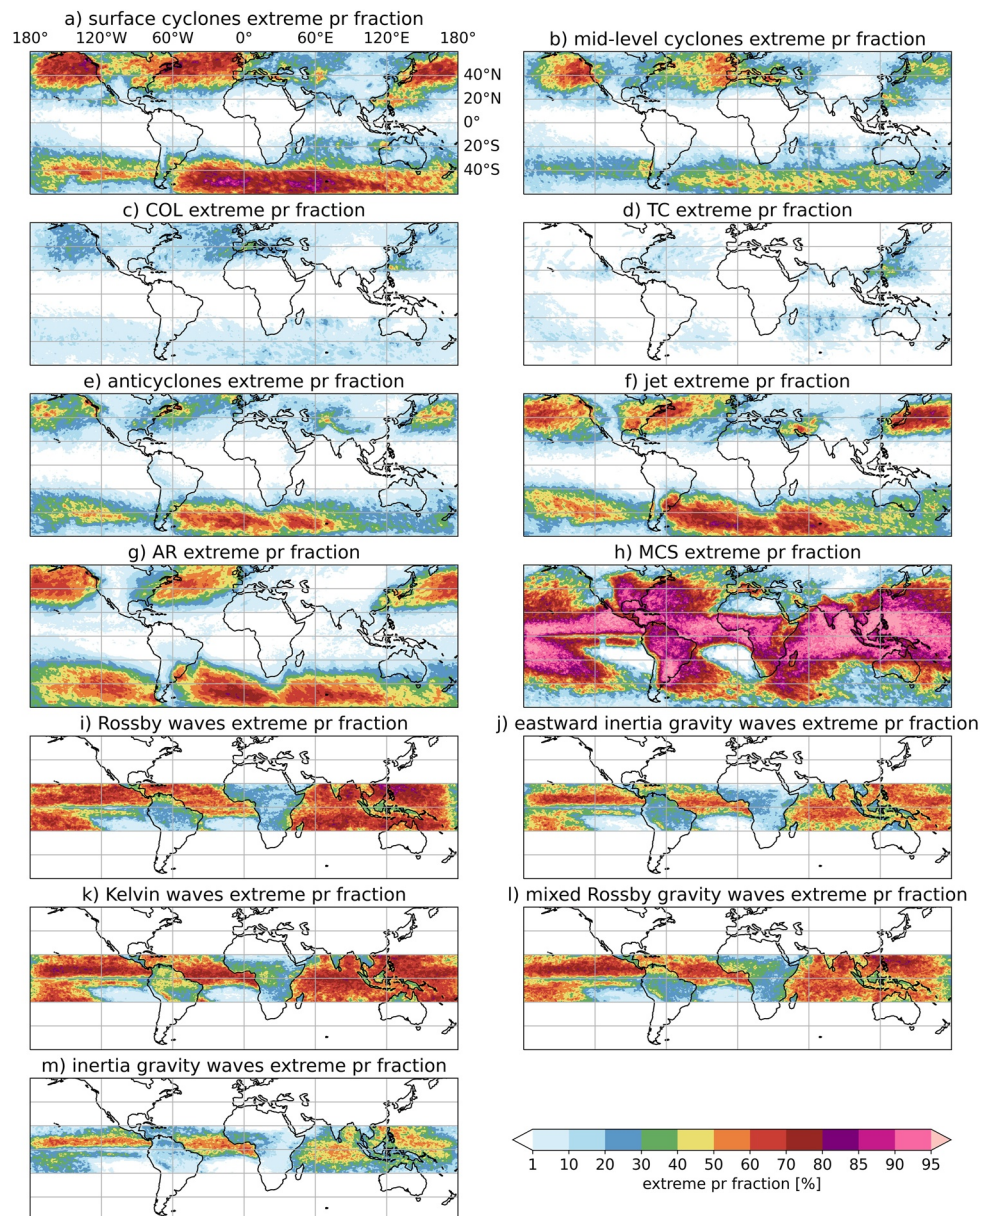 a) surface cyclones extreme pr fraction
180° 120°W 60°W 0° 60°E 120°E 180°
40°N
20°N
0°
20°S
40°S
b) mid-level cyclones extreme pr fraction
c) COL extreme pr fraction
d) TC extreme pr fraction
e) anticyclones extreme pr fraction
f) jet extreme pr fraction
g) AR extreme pr fraction
h) MCS extreme pr fraction
i) Rossby waves extreme pr fraction
j) eastward inertia gravity waves extreme pr fraction
k) Kelvin waves extreme pr fraction
l) mixed Rossby gravity waves extreme pr fraction
m) inertia gravity waves extreme pr fraction
1 10 20 30 40 50 60 70 80 85 90 95
extreme pr fraction [%]